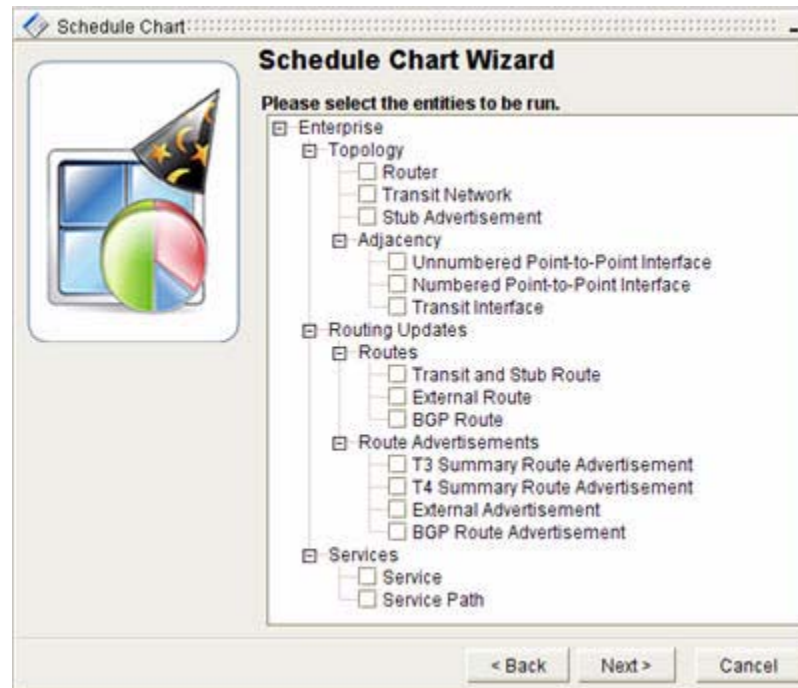 Schedule Chart
Schedule Chart Wizard
Please select the entities to be run.
Enterprise
Topology
Router
Transit Network
Stub Advertisement
Adjacency
Unnumbered Point-to-Point Interface
Numbered Point-to-Point Interface
Transit Interface
Routing Updates
Routes
Transit and Stub Route
External Route
BGP Route
Route Advertisements
T3 Summary Route Advertisement
T4 Summary Route Advertisement
External Advertisement
BGP Route Advertisement
Services
Service
Service Path
< Back Next > Cancel